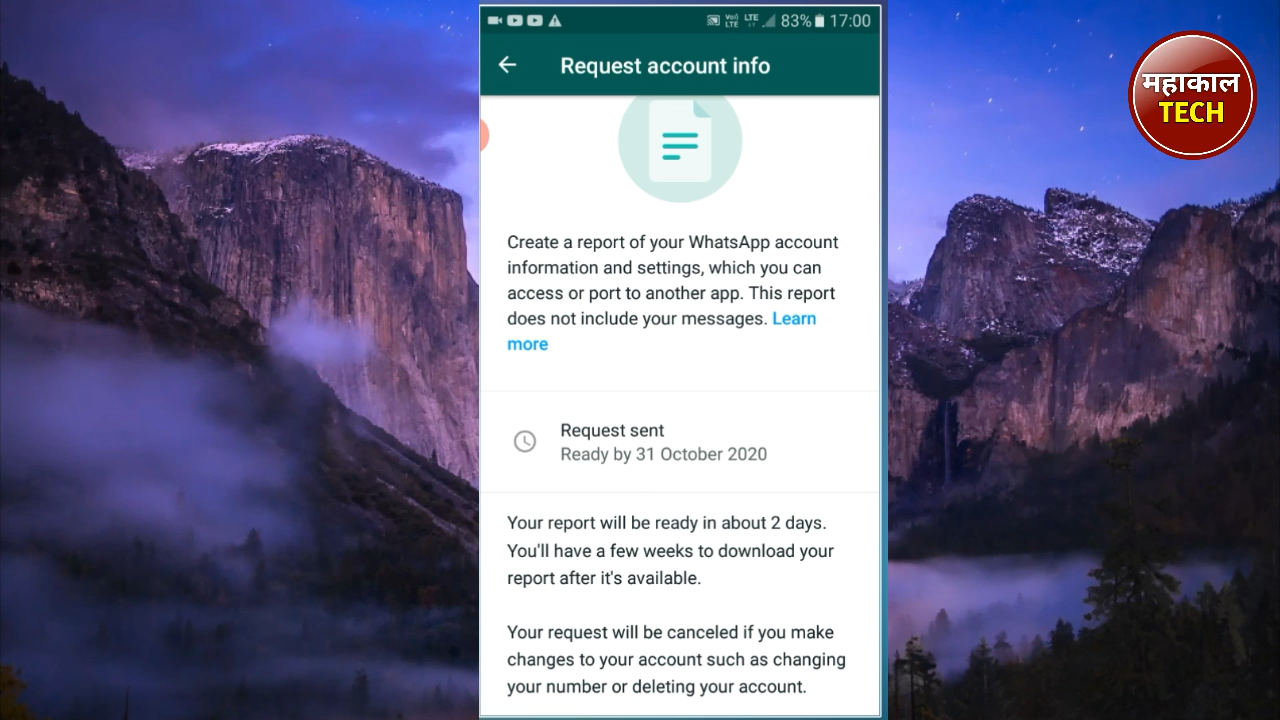 83% 17:00
Request account info
महाकाल
TECH
Create a report of your WhatsApp account
information and settings, which you can
access or port to another app. This report
does not include your messages. Learn
more
Request sent
Ready by 31 October 2020
Your report will be ready in about 2 days.
You'll have a few weeks to download your
report after it's available.
Your request will be canceled if you make
changes to your account such as changing
your number or deleting your account.